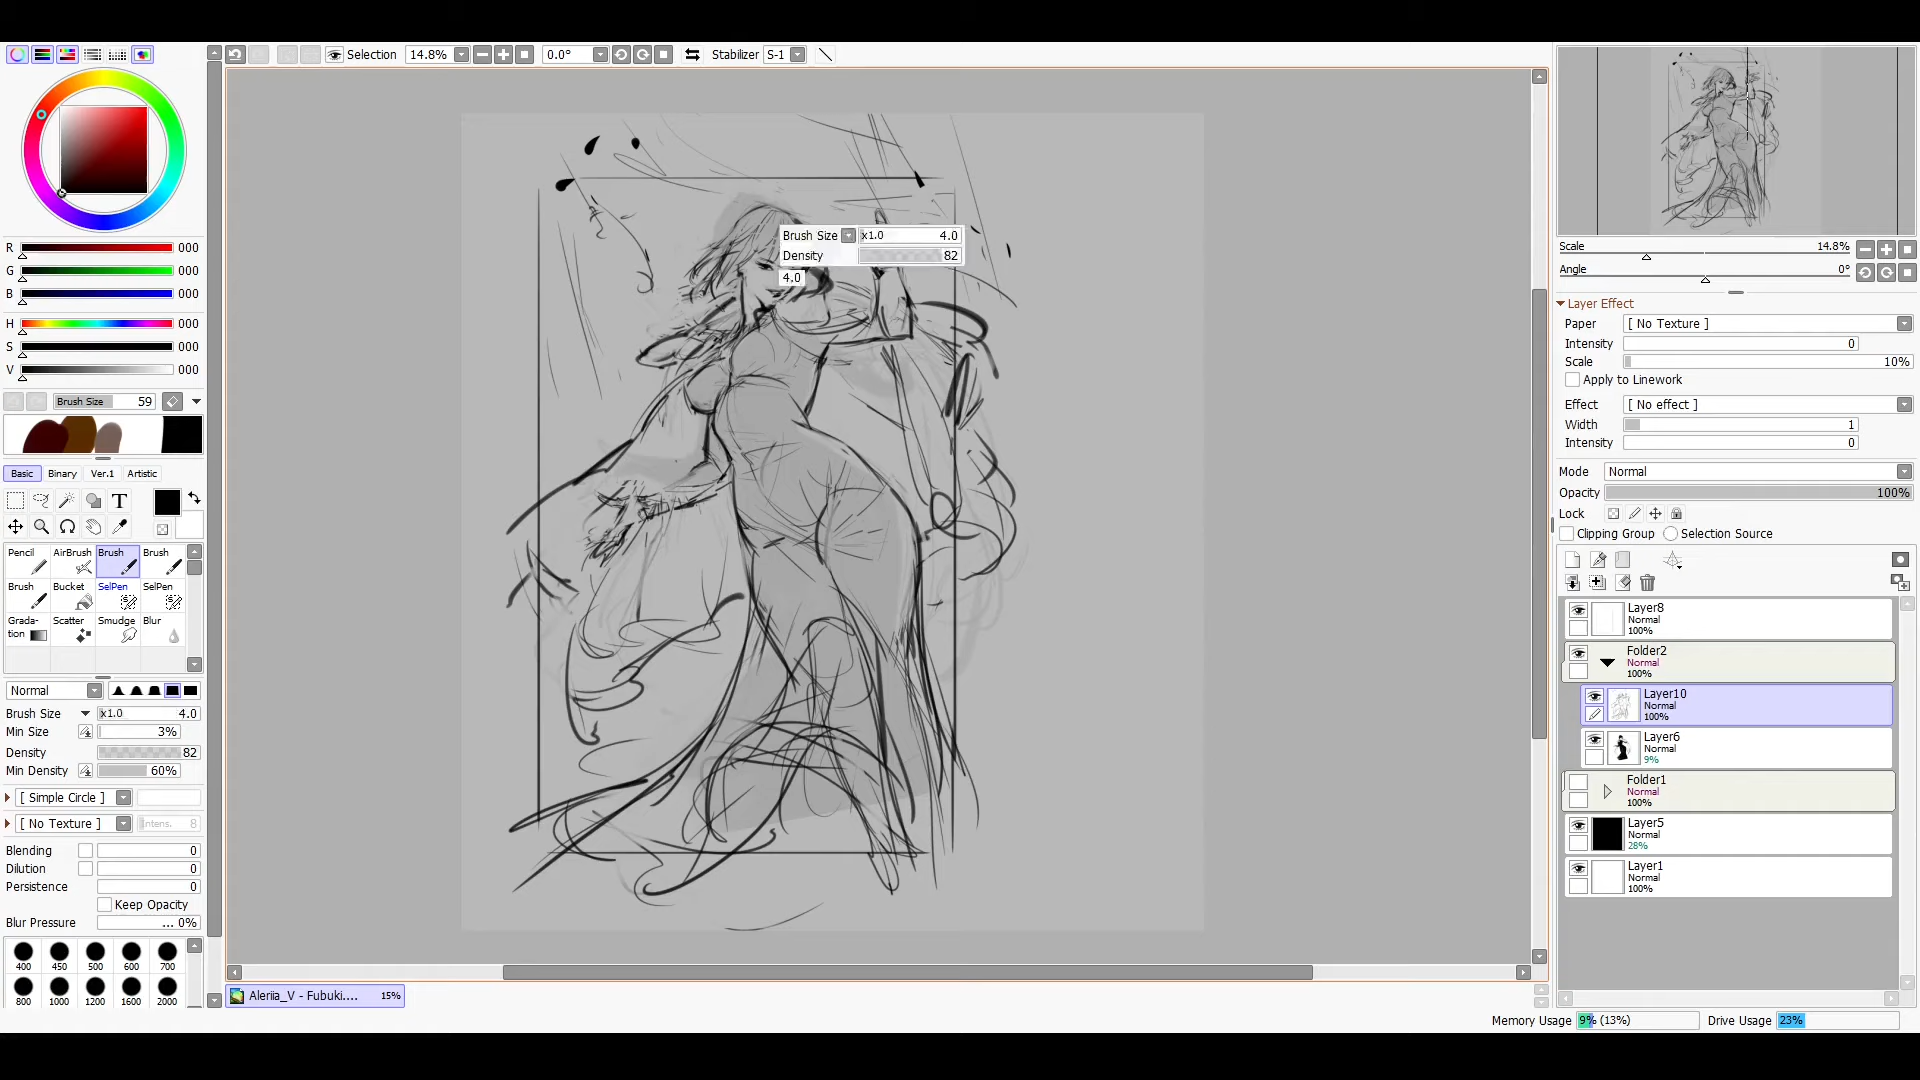 Selection 14.8% 0.0° Stabilizer S-1
R 000
G 000
B 000
H 000
S 000
V 000
Brush Size 59
Basic Binary Ver.1 Artistic
T
Pencil AirBrush Brush Brush
Brush Bucket SelPen SelPen
Grada-
tion Scatter Smudge Blur
Normal
Brush Size x1.0 4.0
Min Size 3%
Density 82
Min Density 60%
[ Simple Circle ]
[ No Texture ] Intens. 8
Blending 0
Dilution 0
Persistence 0
Keep Opacity
Blur Pressure ... 0%
400 450 500 600 700
800 1000 1200 1600 2000
Brush Size x1.0 4.0
Density 82
4.0
Aleriia_V - Fubuki.... 15%
Scale 14.8%
Angle 0°
Layer Effect
Paper [ No Texture ]
Intensity 0
Scale 10%
Apply to Linework
Effect [ No effect ]
Width 1
Intensity 0
Mode Normal
Opacity 100%
Lock
Clipping Group Selection Source
Layer8
Normal
100%
Folder2
Normal
100%
Layer10
Normal
100%
Layer6
Normal
9%
Folder1
Normal
100%
Layer5
Normal
28%
Layer1
Normal
100%
Memory Usage 9% (13%) Drive Usage 23%